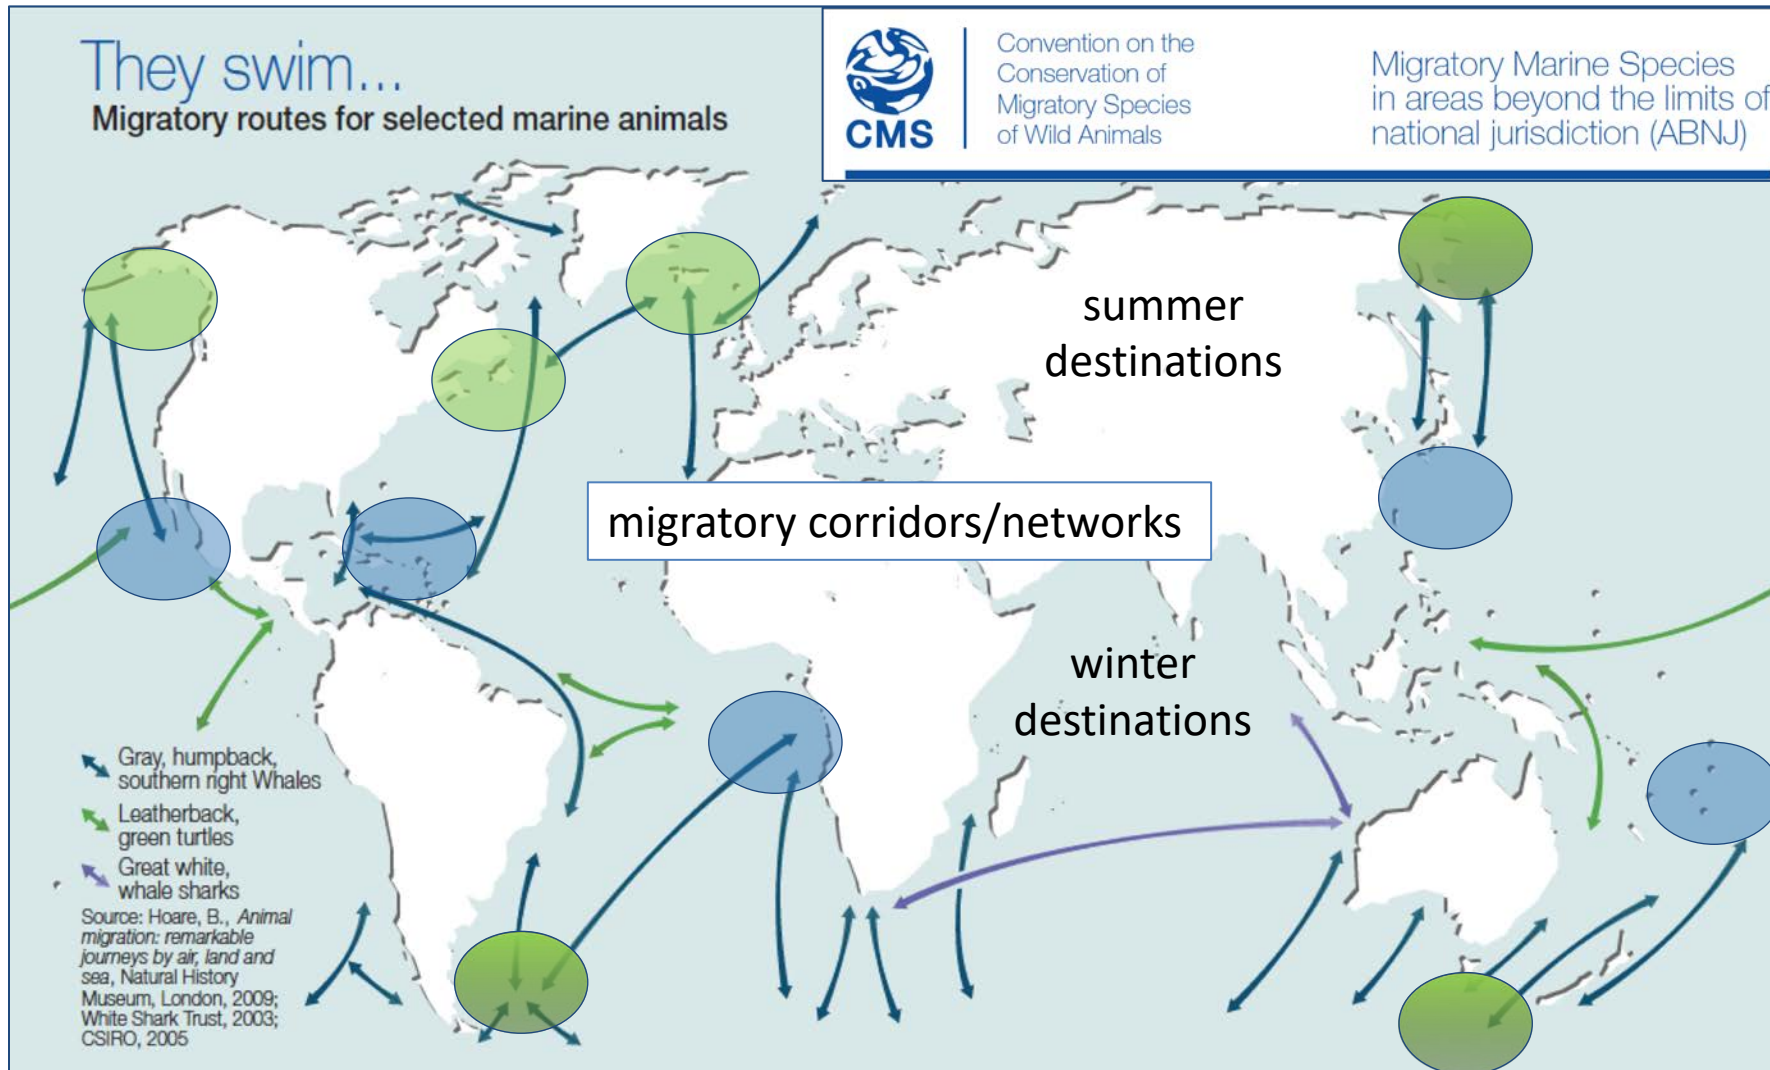 They swim...
Migratory routes for selected marine animals
CMS
Convention on the
Conservation of
Migratory Species
of Wild Animals
Migratory Marine Species
in areas beyond the limits of
national jurisdiction (ABNJ)
summer
destinations
migratory corridors/networks
winter
destinations
Gray, humpback,
southern right Whales
Leatherback,
green turtles
Great white,
whale sharks
Source: Hoare, B., Animal
migration: remarkable
journeys by air, land and
sea, Natural History
Museum, London, 2009;
White Shark Trust, 2003;
CSIRO, 2005